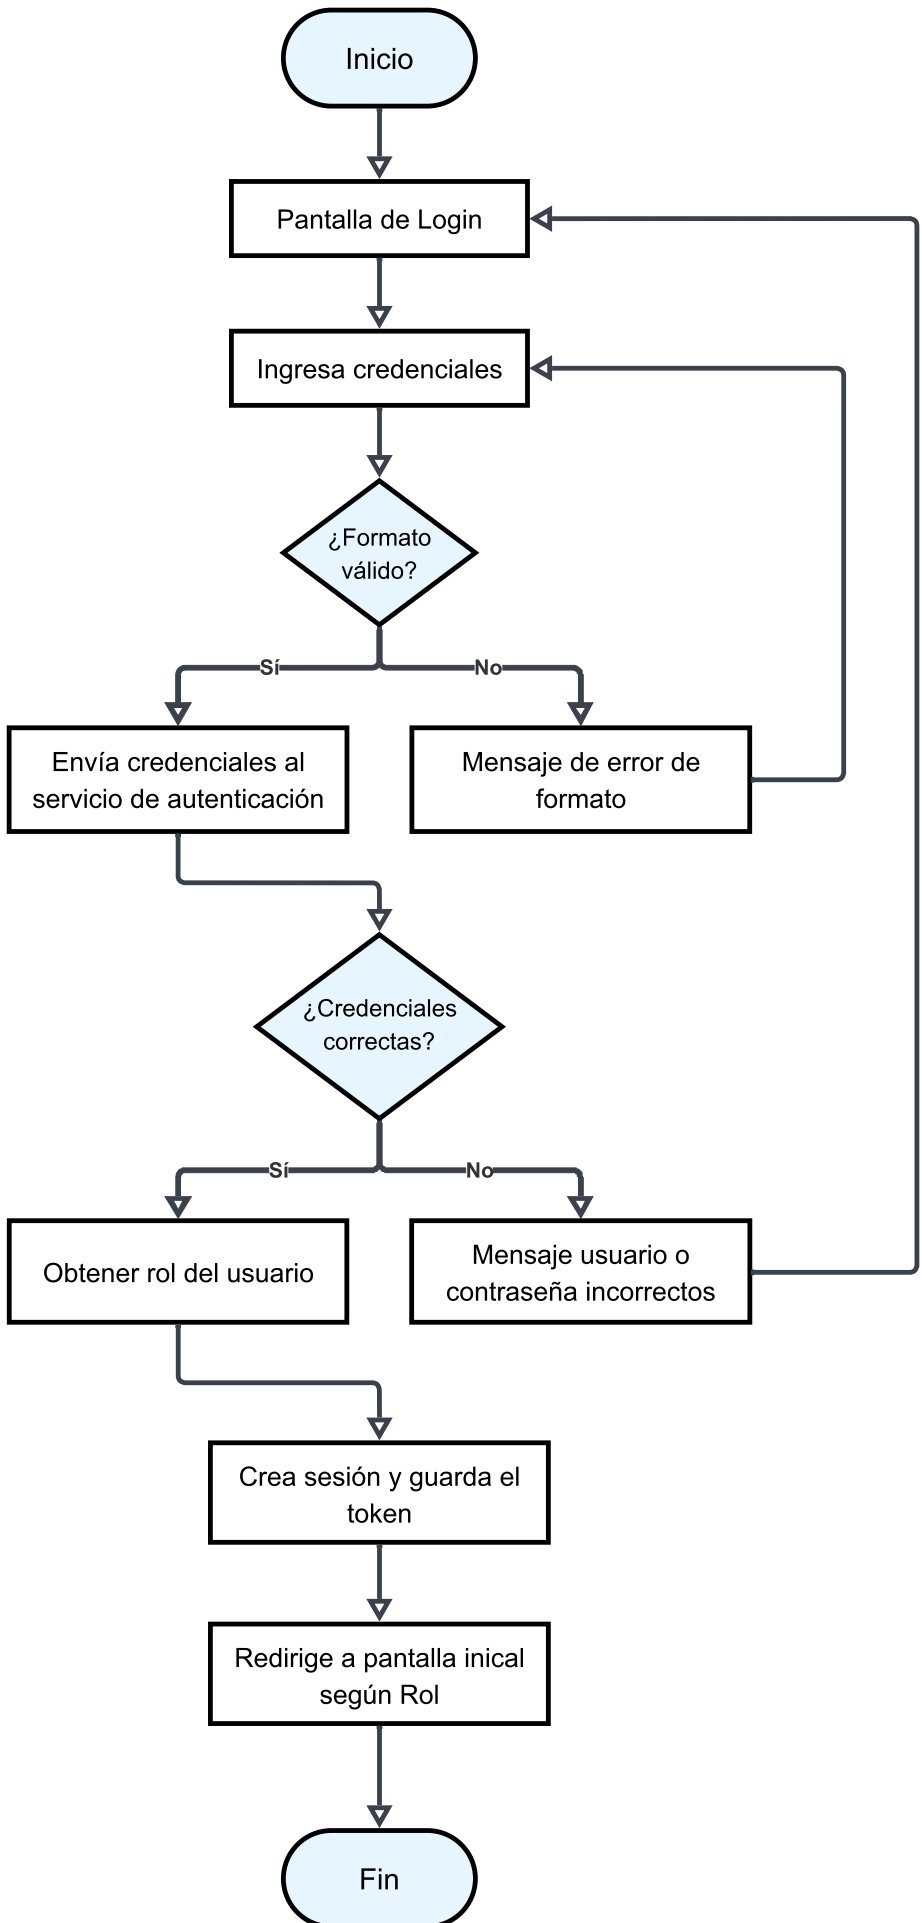 Inicio
Pantalla de Login
Ingresa credenciales
¿Formato
válido?
Sí
No
Envía credenciales al
servicio de autenticación
Mensaje de error de
formato
¿Credenciales
correctas?
Sí
No
Obtener rol del usuario
Mensaje usuario o
contraseña incorrectos
Crea sesión y guarda el
token
Redirige a pantalla inical
según Rol
Fin